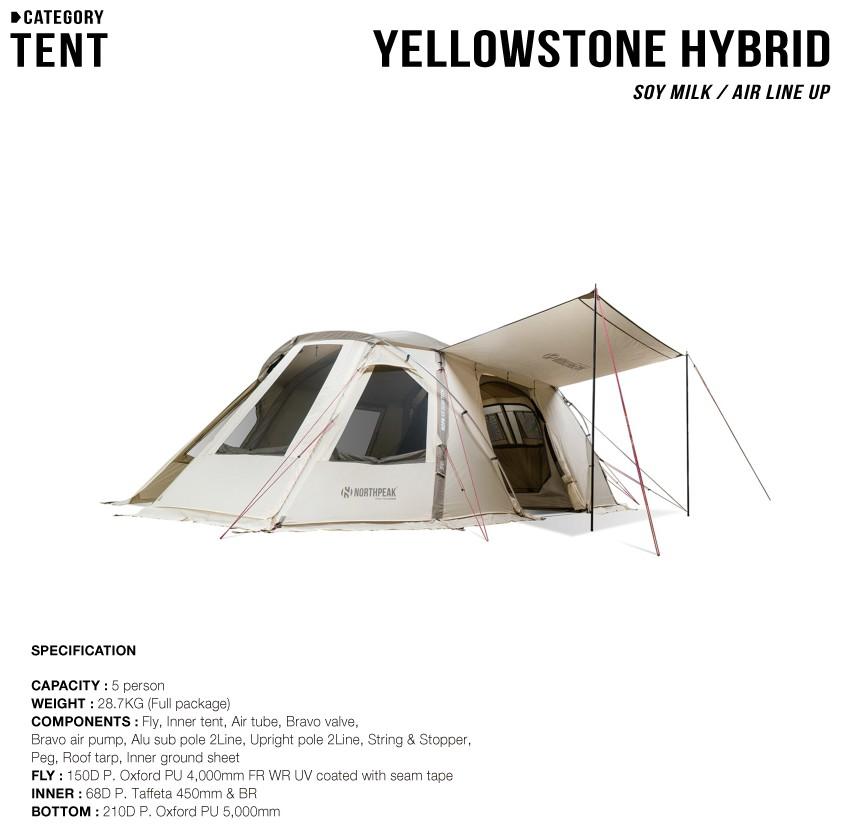 CATEGORY
TENT
YELLOWSTONE HYBRID
SOY MILK / AIR LINE UP
NORTHPEAK
SPECIFICATION
CAPACITY : 5 person
WEIGHT : 28.7KG (Full package)
COMPONENTS : Fly, Inner tent, Air tube, Bravo valve,
Bravo air pump, Alu sub pole 2Line, Upright pole 2Line, String & Stopper,
Peg, Roof tarp, Inner ground sheet
FLY : 150D P. Oxford PU 4,000mm FR WR UV coated with seam tape
INNER : 68D P. Taffeta 450mm & BR
BOTTOM : 210D P. Oxford PU 5,000mm